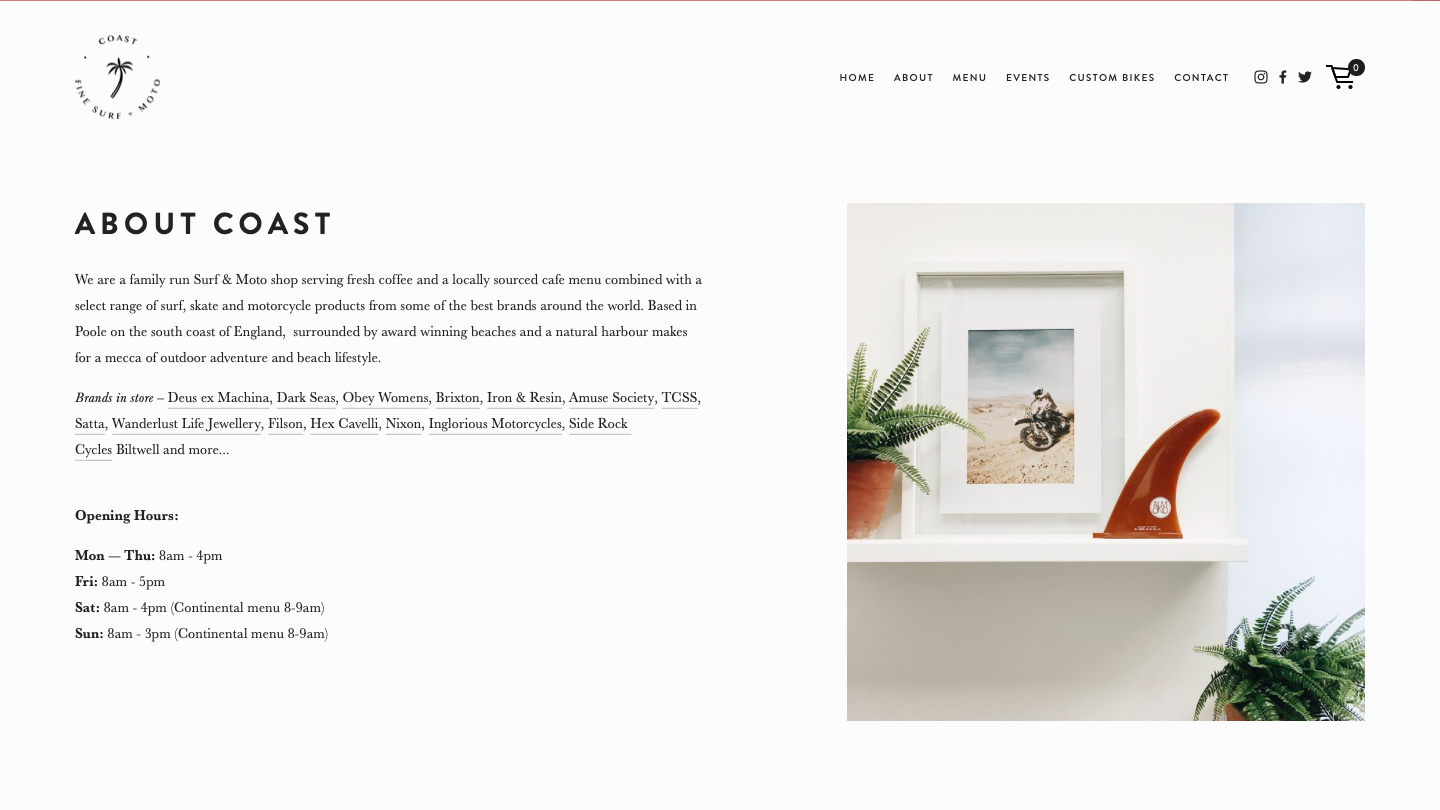 COAST
FINE SURF + MOTO
HOME ABOUT MENU EVENTS CUSTOM BIKES CONTACT 0
ABOUT COAST
We are a family run Surf & Moto shop serving fresh coffee and a locally sourced cafe menu combined with a
select range of surf, skate and motorcycle products from some of the best brands around the world. Based in
Poole on the south coast of England,  surrounded by award winning beaches and a natural harbour makes
for a mecca of outdoor adventure and beach lifestyle.
Brands in store – Deus ex Machina, Dark Seas, Obey Womens, Brixton, Iron & Resin, Amuse Society, TCSS,
Satta, Wanderlust Life Jewellery, Filson, Hex Cavelli, Nixon, Inglorious Motorcycles, Side Rock
Cycles Biltwell and more...
Opening Hours:
Mon — Thu: 8am - 4pm
Fri: 8am - 5pm
Sat: 8am - 4pm (Continental menu 8-9am)
Sun: 8am - 3pm (Continental menu 8-9am)